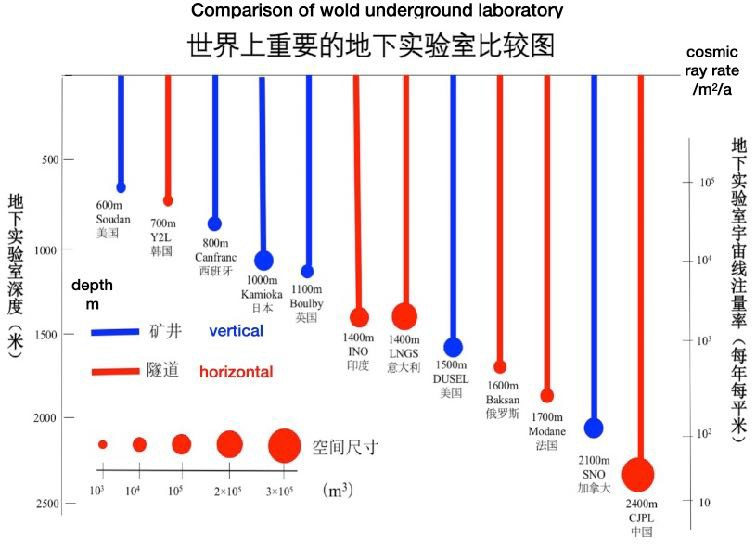 Comparison of wold underground laboratory
世界上重要的地下实验室比较图
cosmic
ray rate
/m²/a
500
1000
1500
2000
2500
地下实验室深度（米）
depth
m
600m
Soudan
美国
700m
Y2L
韩国
800m
Canfranc
西班牙
1000m
Kamioka
日本
1100m
Boulby
英国
1400m
INO
印度
1400m
LNGS
意大利
1500m
DUSEL
美国
1600m
Baksan
俄罗斯
1700m
Modane
法国
2100m
SNO
加拿大
2400m
CJPL
中国
矿井 vertical
隧道 horizontal
空间尺寸
10³ 10⁴ 10⁵ 2×10⁵ 3×10⁵ (m³)
10⁵
10⁴
10³
10²
10
地下实验室宇宙线注量率（每年每平米）